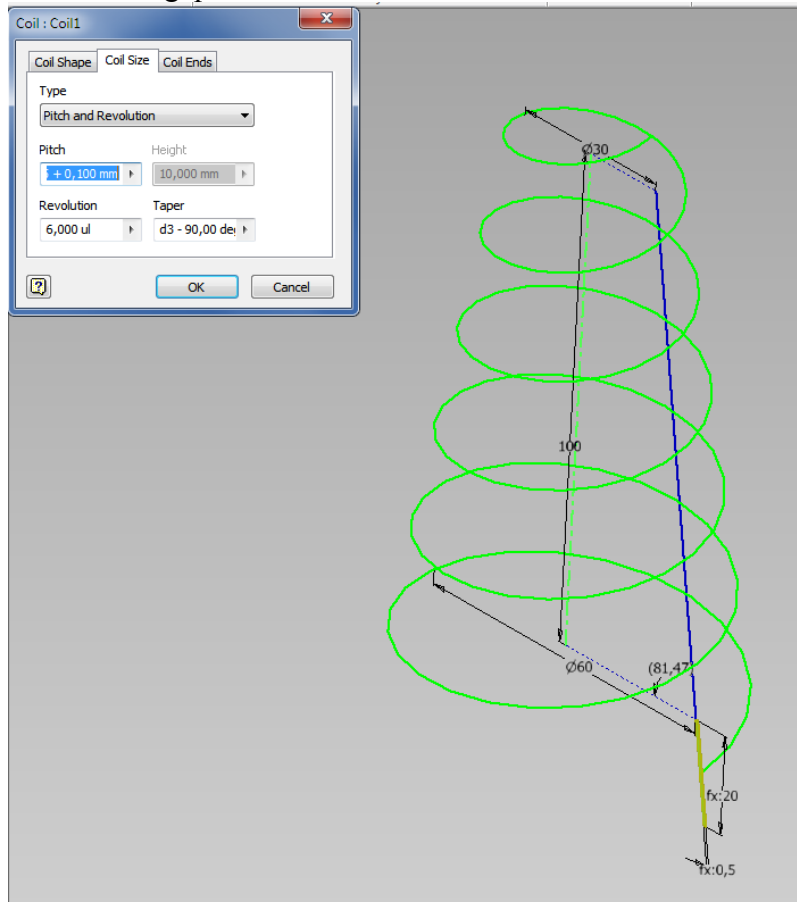 Coil : Coil1
Coil Shape Coil Size Coil Ends
Type
Pitch and Revolution
Pitch Height
+ 0,100 mm 10,000 mm
Revolution Taper
6,000 ul d3 - 90,00 de
OK Cancel
Ø30
100
Ø60 (81,47)
fx:20
fx:0,5